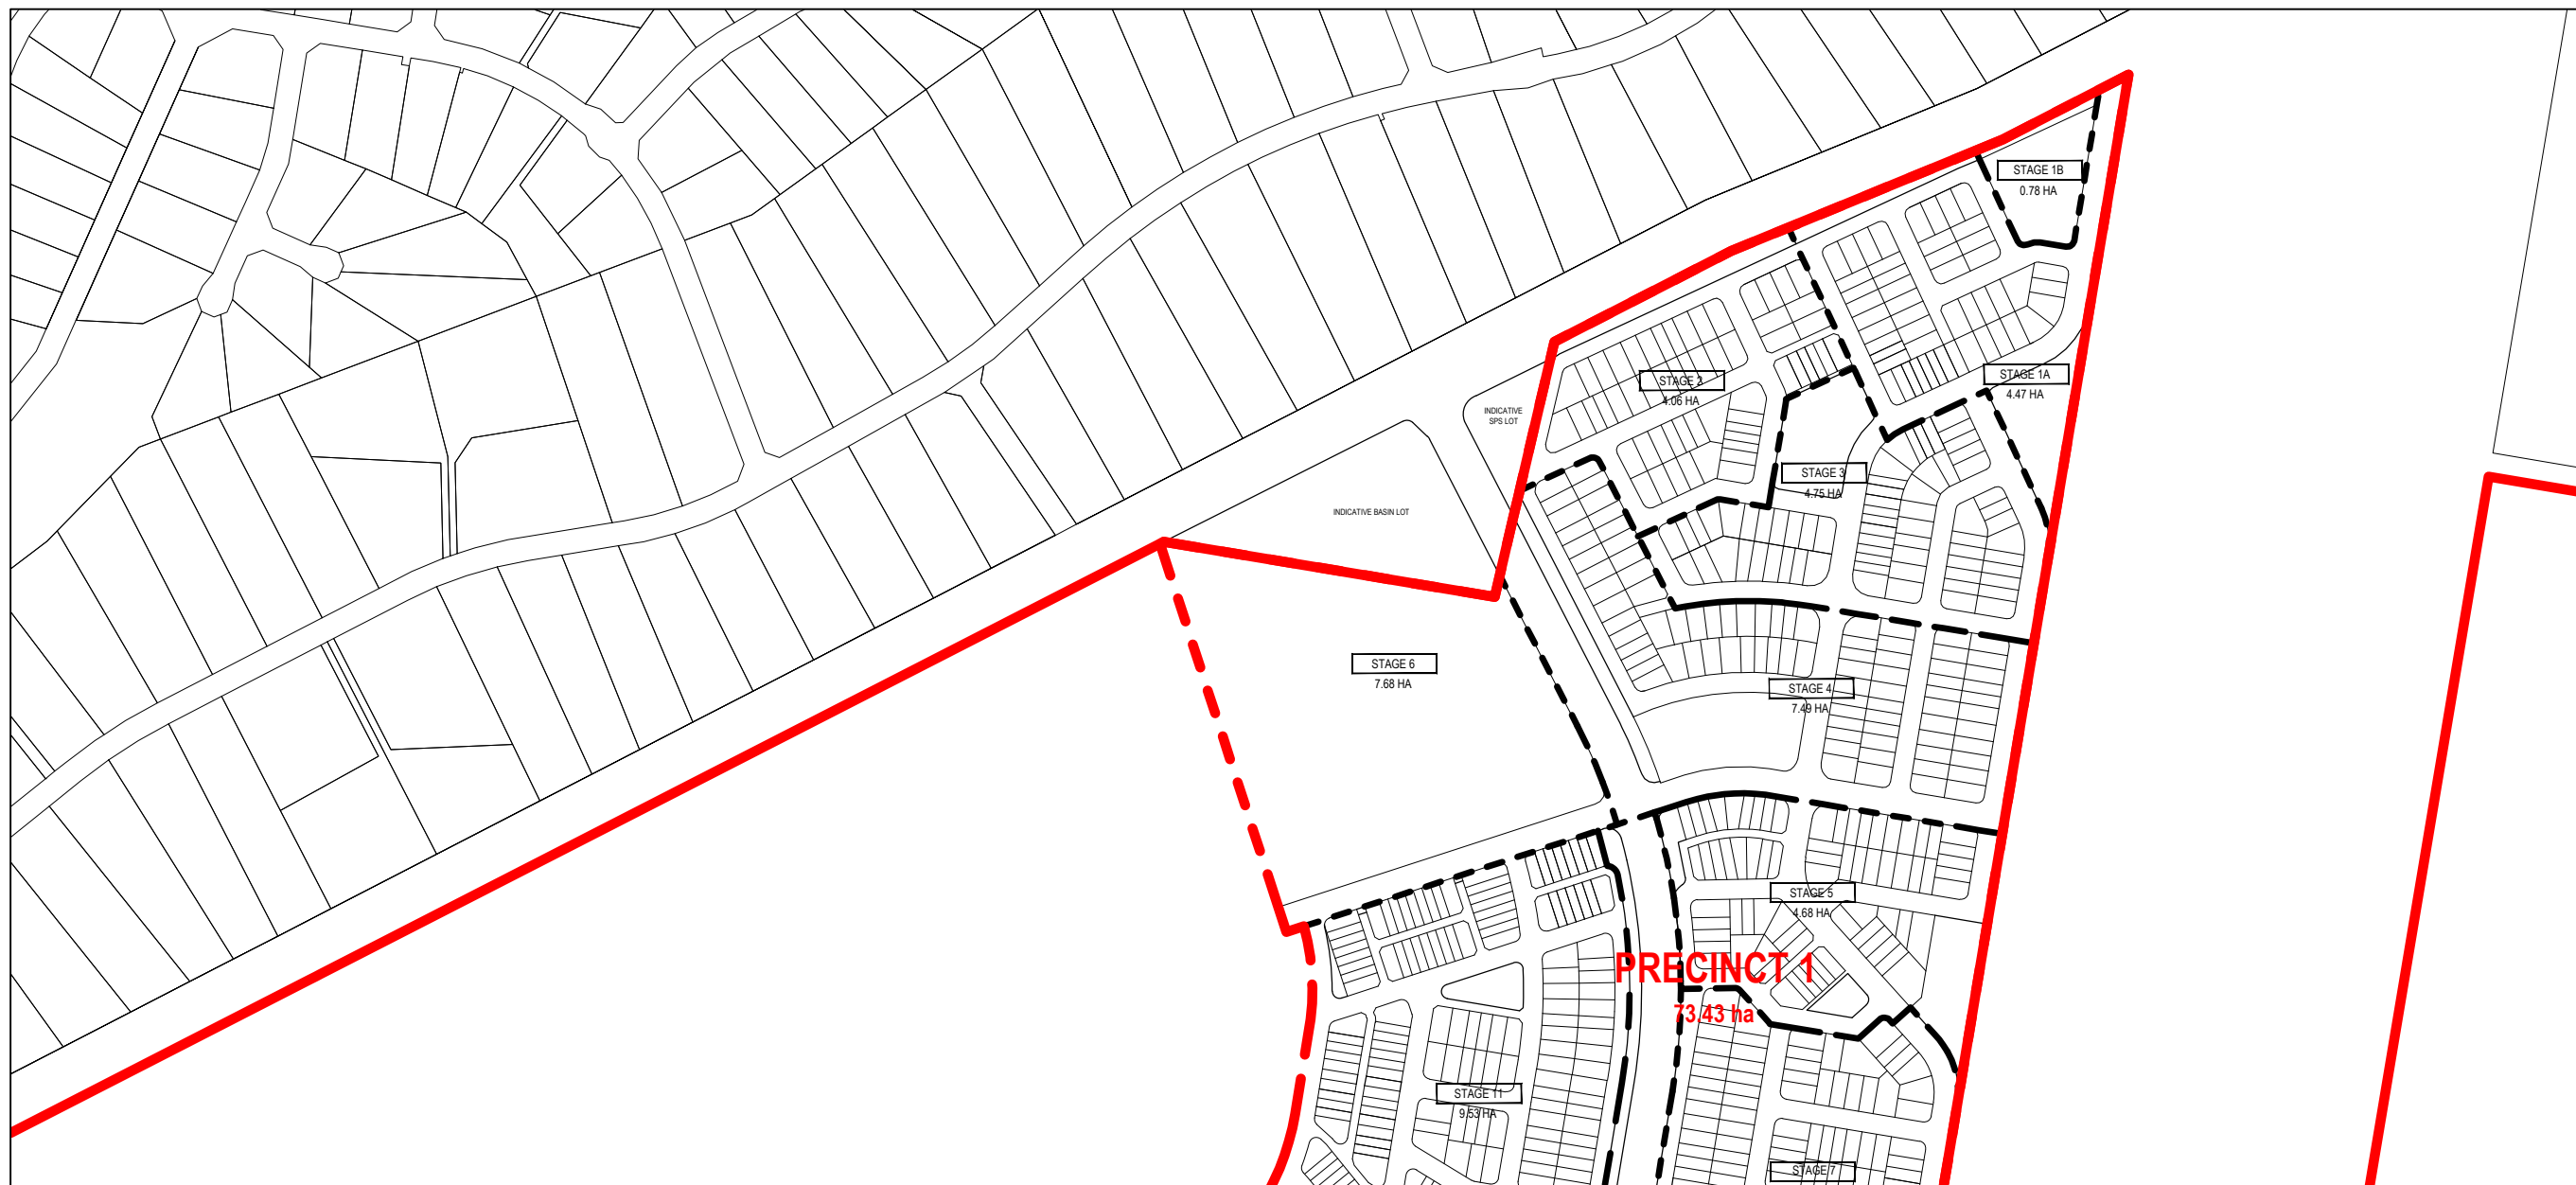 STAGE 1B
0.78 HA
STAGE 1A
4.47 HA
STAGE 2
4.06 HA
INDICATIVE
SPS LOT
STAGE 3
4.75 HA
INDICATIVE BASIN LOT
STAGE 6
7.68 HA
STAGE 4
7.49 HA
STAGE 5
4.68 HA
PRECINCT 1
73.43 ha
STAGE 11
9.53 HA
STAGE 7